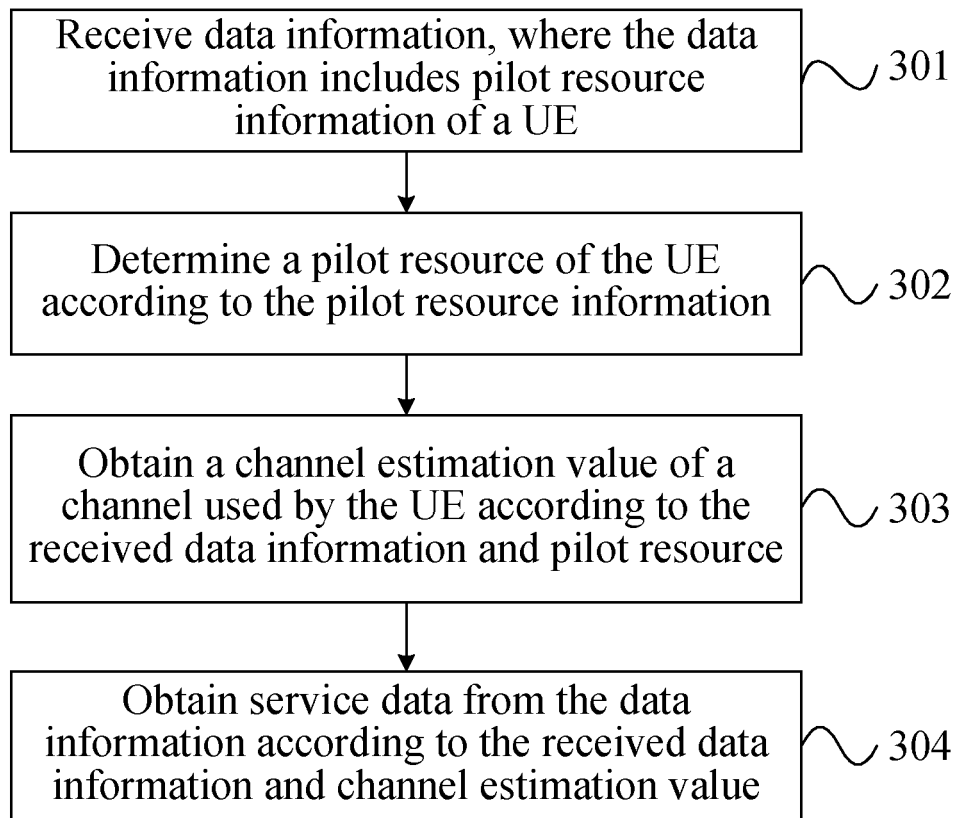 Receive data information, where the data
information includes pilot resource
information of a UE
301
Determine a pilot resource of the UE
according to the pilot resource information
302
Obtain a channel estimation value of a
channel used by the UE according to the
received data information and pilot resource
303
Obtain service data from the data
information according to the received data
information and channel estimation value
304